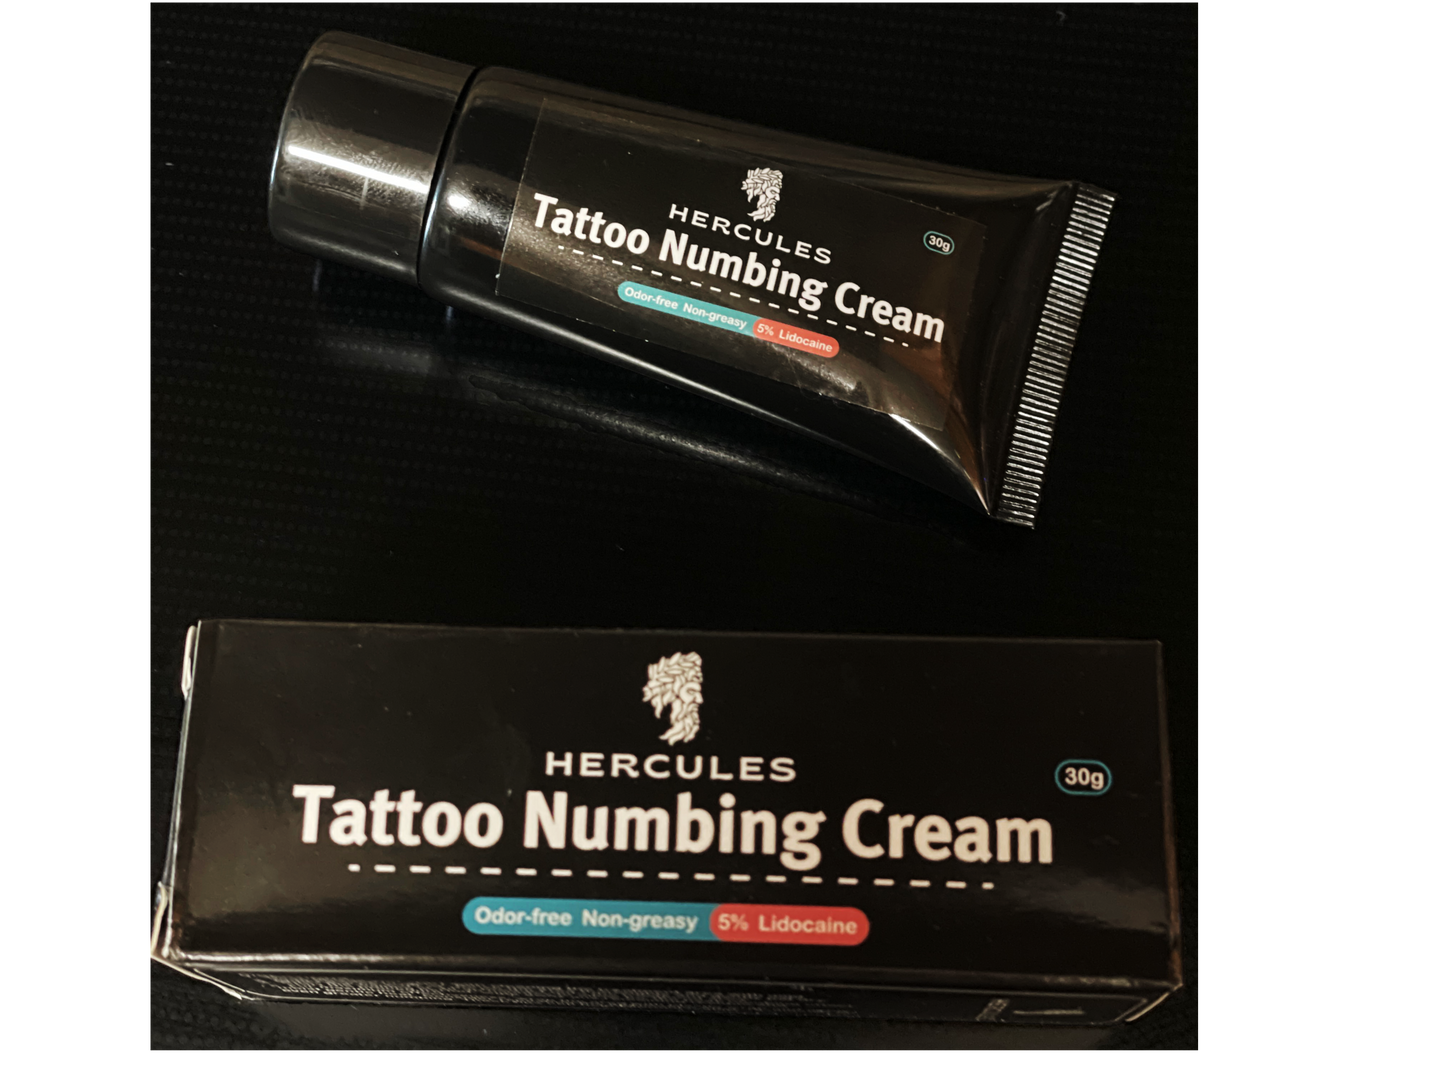 HERCULES
Tattoo Numbing Cream
30g
Odor-free Non-greasy 5% Lidocaine
HERCULES
30g
Tattoo Numbing Cream
Odor-free Non-greasy 5% Lidocaine